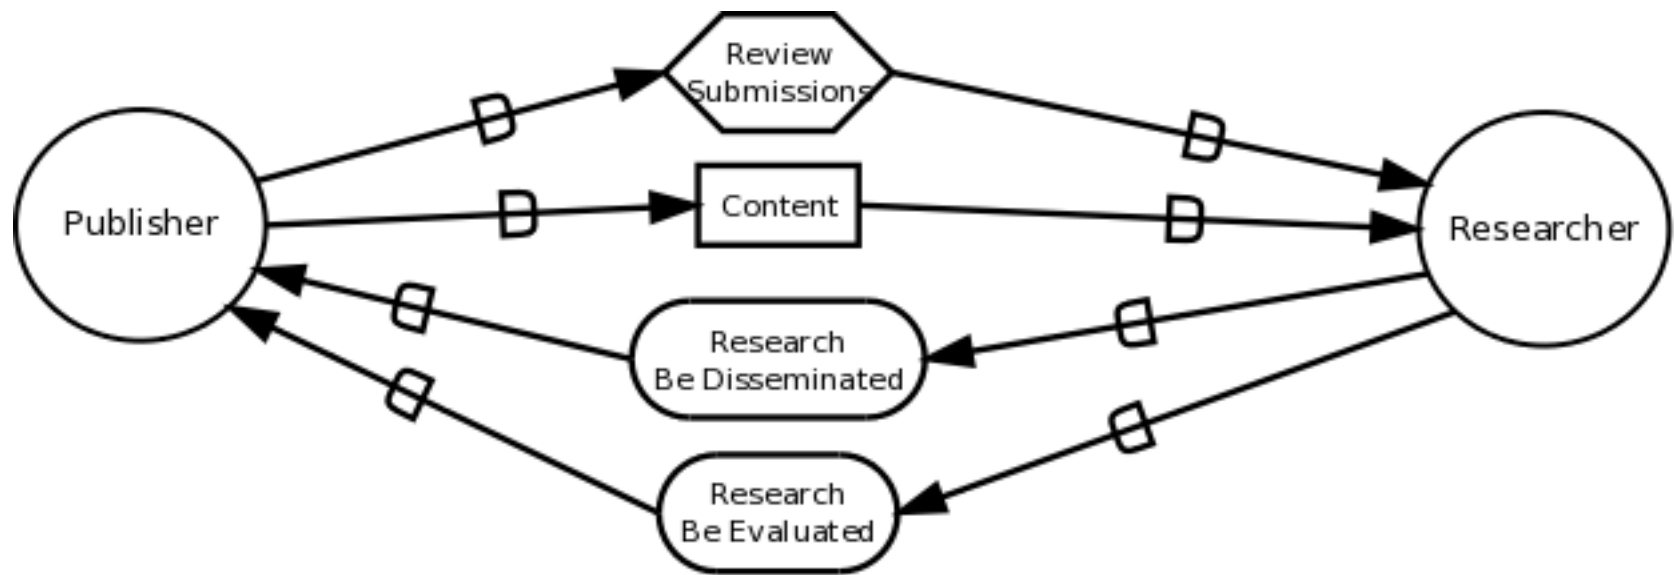 Review
Submissions
D
D
Publisher
D
Content
D
Researcher
D
D
Research
Be Disseminated
D
D
Research
Be Evaluated